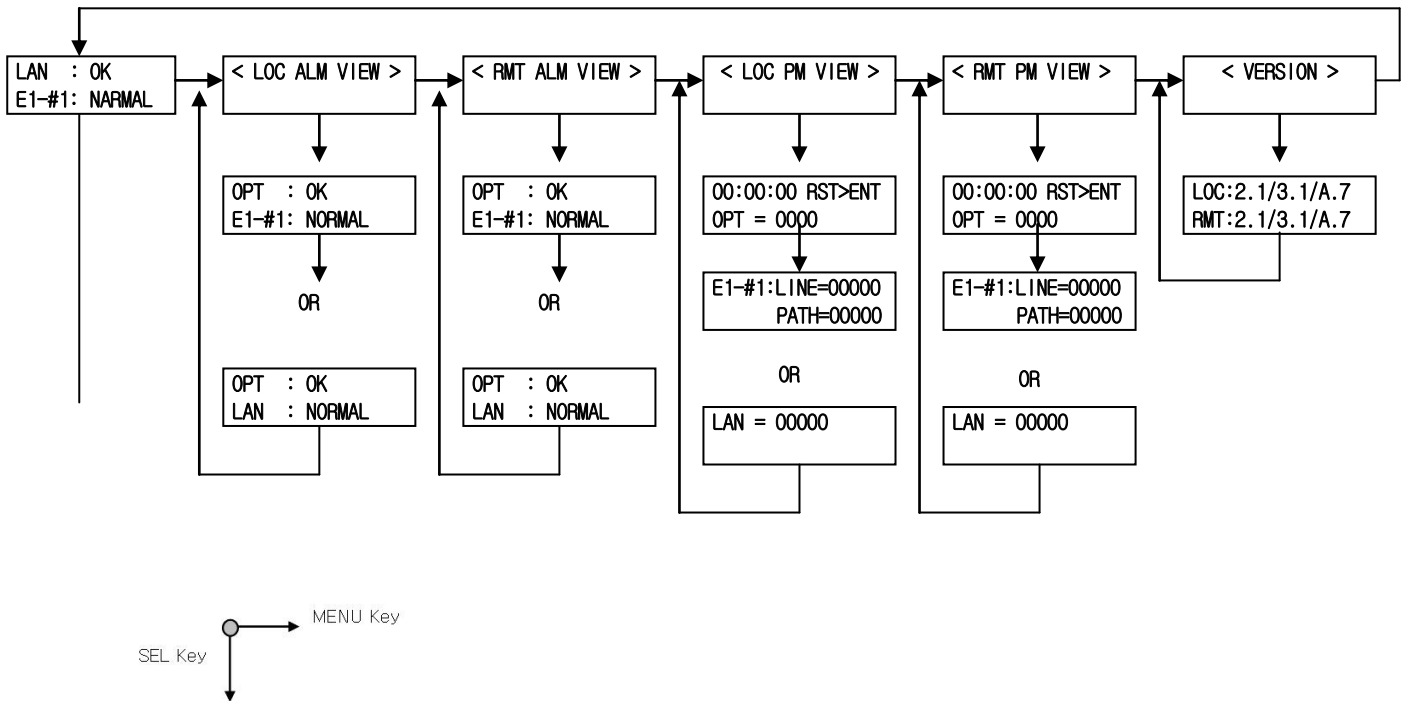 LAN : OK
E1-#1: NARMAL
< LOC ALM VIEW >
< RMT ALM VIEW >
< LOC PM VIEW >
< RMT PM VIEW >
< VERSION >
OPT : OK
E1-#1: NORMAL
OPT : OK
E1-#1: NORMAL
00:00:00 RST>ENT
OPT = 0000
00:00:00 RST>ENT
OPT = 0000
LOC:2.1/3.1/A.7
RMT:2.1/3.1/A.7
E1-#1:LINE=00000
PATH=00000
E1-#1:LINE=00000
PATH=00000
OR
OR
OR
OR
OPT : OK
LAN : NORMAL
OPT : OK
LAN : NORMAL
LAN = 00000
LAN = 00000
MENU Key
SEL Key